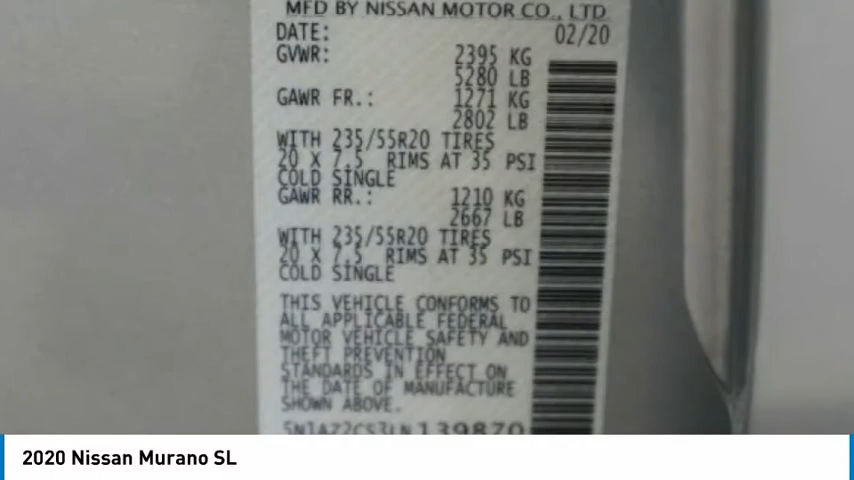 MFD BY NISSAN MOTOR CO., LTD
DATE: 02/20
GVWR: 2395 KG
5280 LB
GAWR FR.: 1271 KG
2802 LB
WITH 235/55R20 TIRES
20 X 7.5 RIMS AT 35 PSI
COLD SINGLE
GAWR RR.: 1210 KG
2667 LB
WITH 235/55R20 TIRES
20 X 7.5 RIMS AT 35 PSI
COLD SINGLE
THIS VEHICLE CONFORMS TO
ALL APPLICABLE FEDERAL
MOTOR VEHICLE SAFETY AND
THEFT PREVENTION
STANDARDS IN EFFECT ON
THE DATE OF MANUFACTURE
SHOWN ABOVE.
5N1AZ2CS3LN139870
2020 Nissan Murano SL